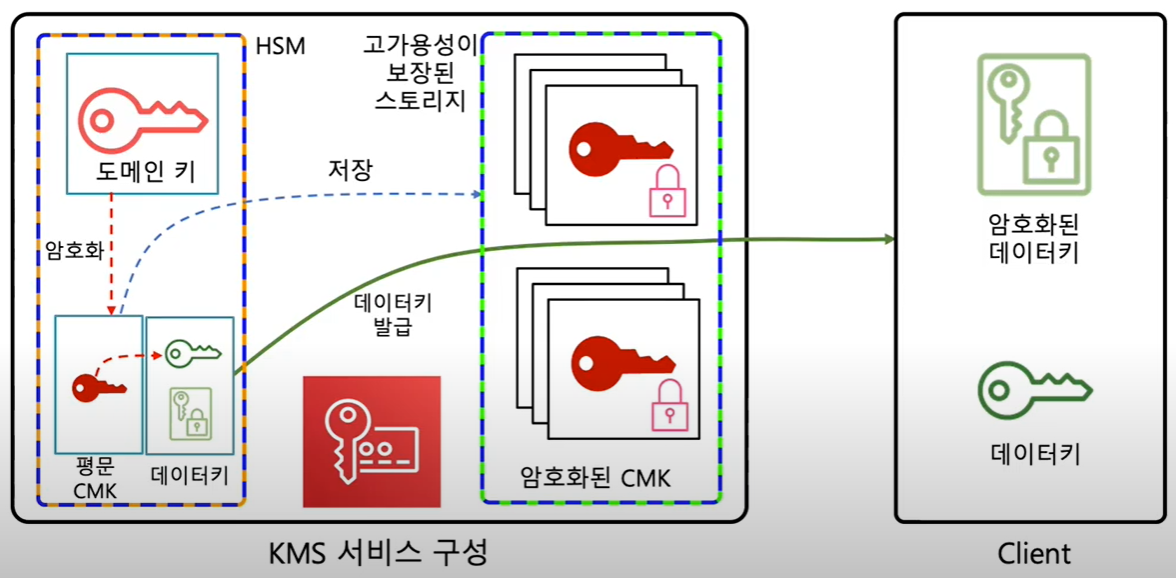 HSM
도메인 키
고가용성이
보장된
스토리지
저장
암호화
데이터키
발급
평문
CMK
데이터키
암호화된 CMK
암호화된
데이터키
데이터키
KMS 서비스 구성
Client